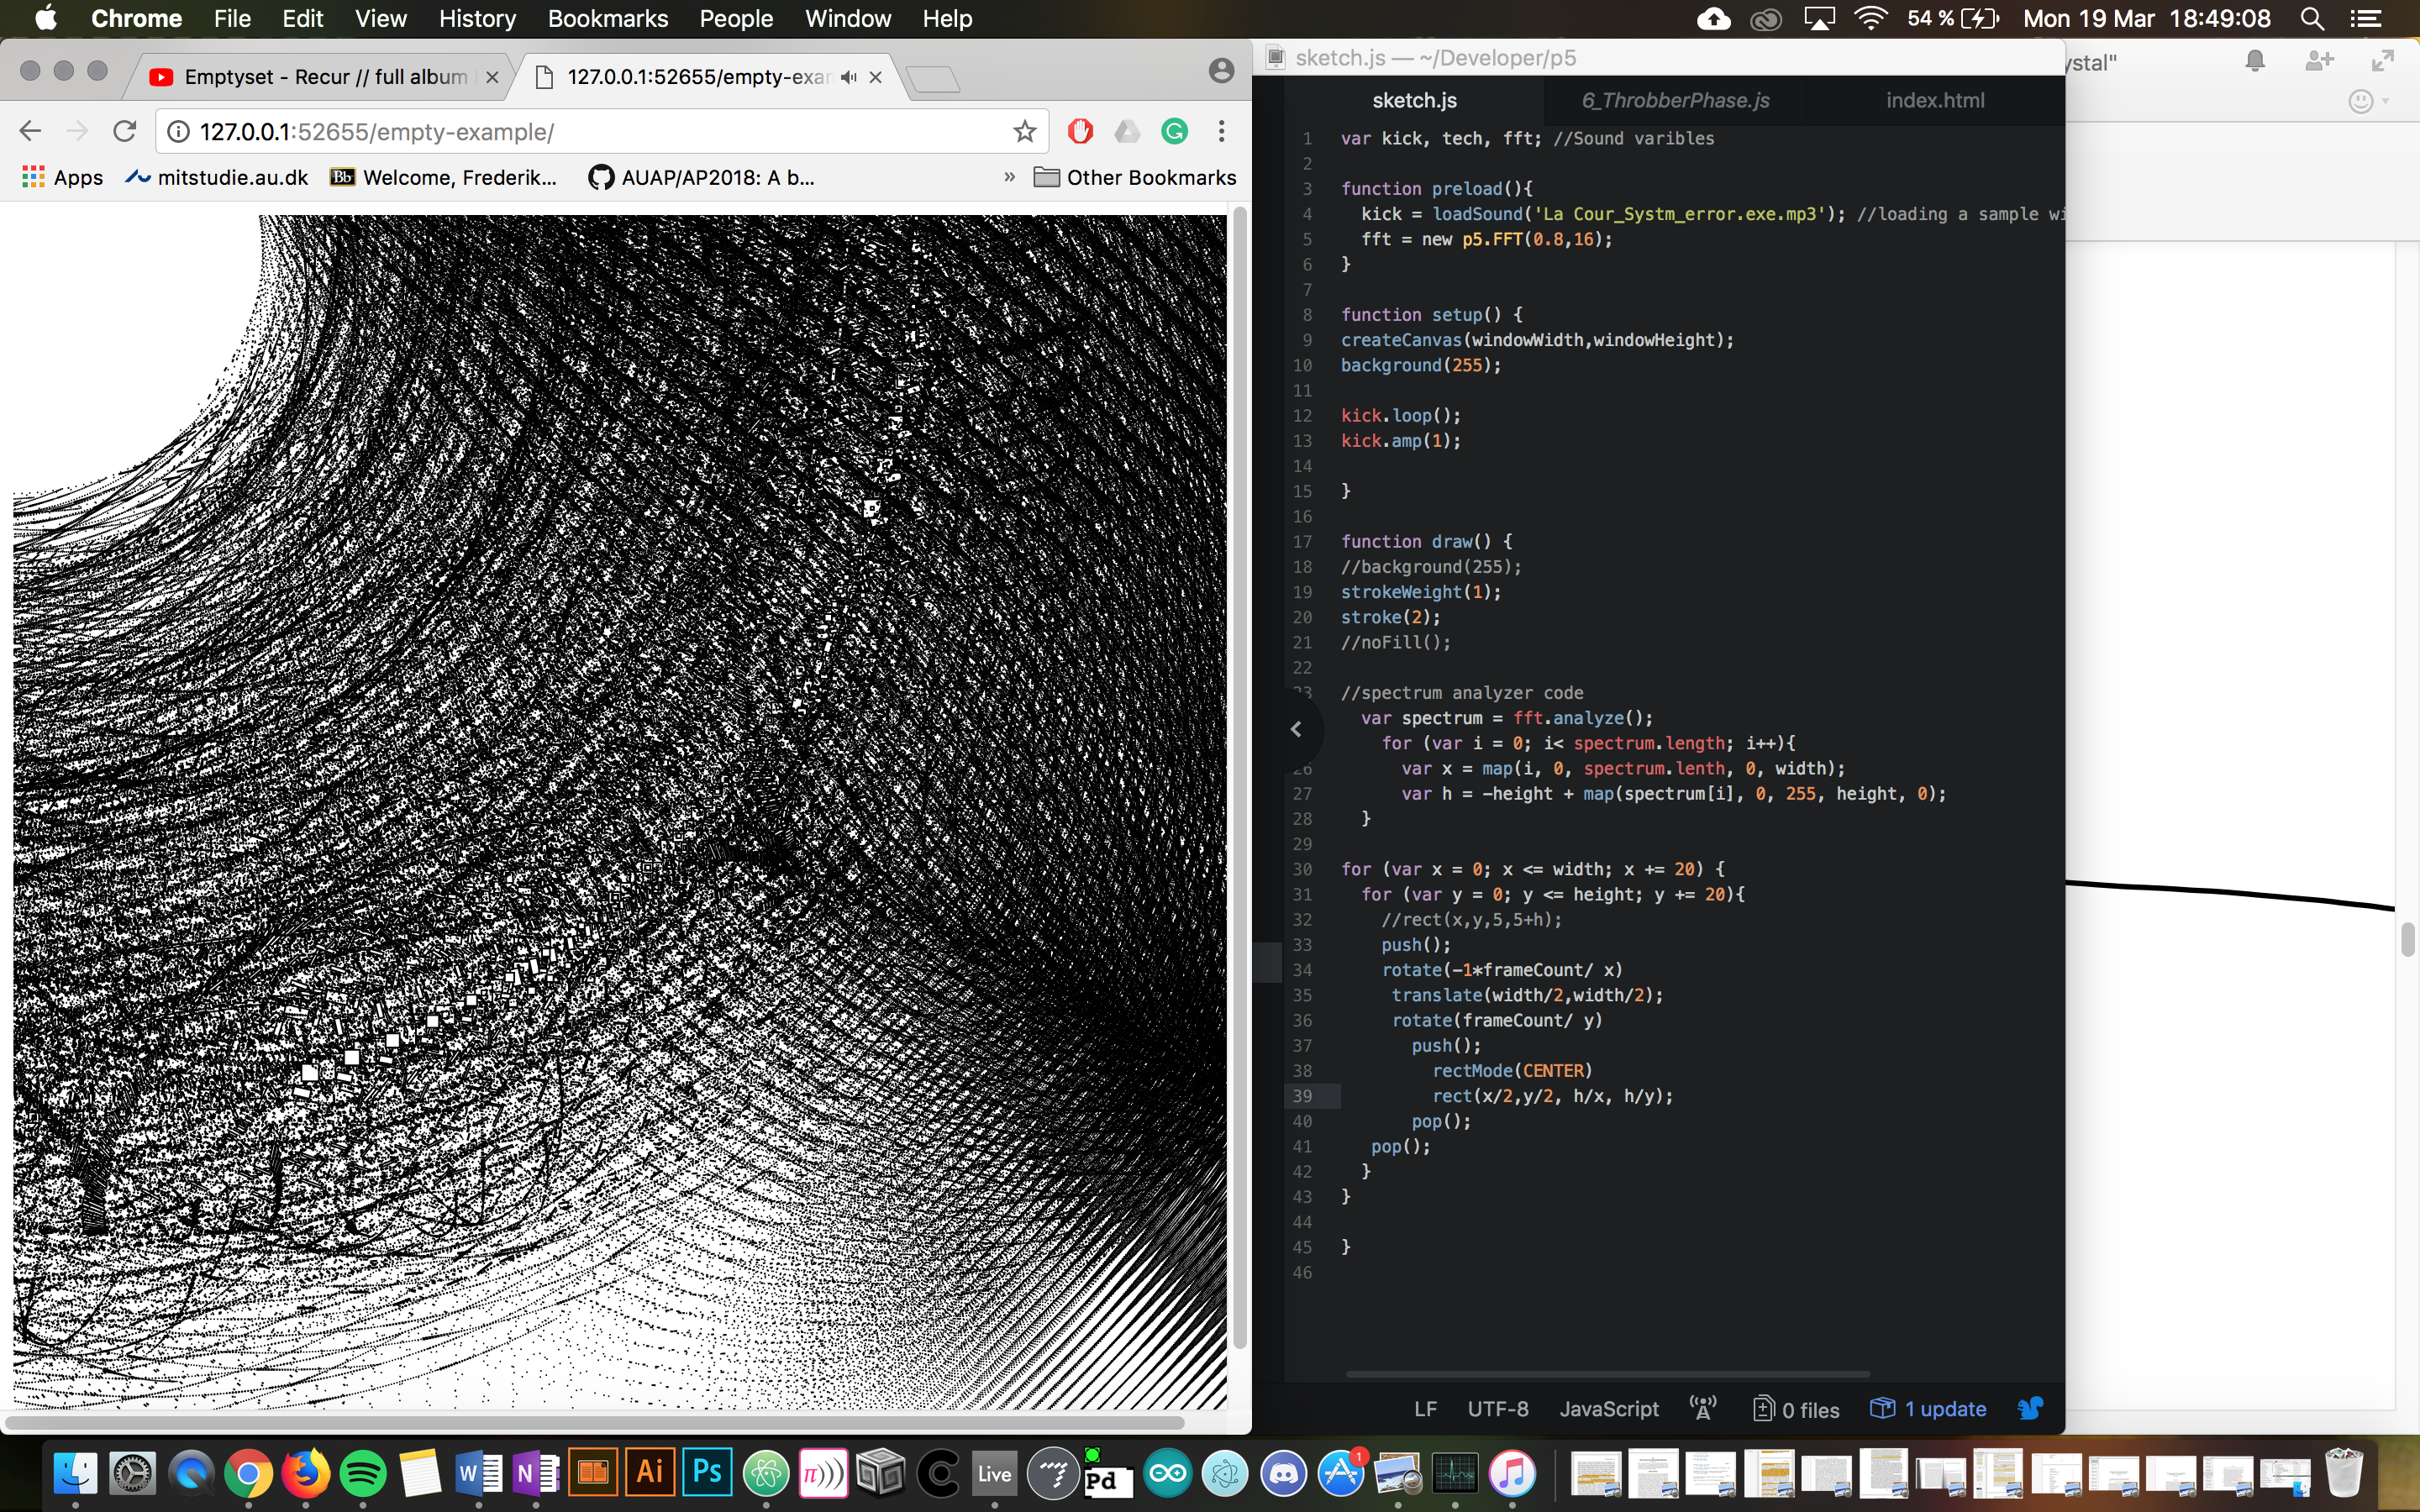 Chrome File Edit View History Bookmarks People Window Help 54 % Mon 19 Mar 18:49:08
Emptyset - Recur // full album
127.0.0.1:52655/empty-exam
127.0.0.1:52655/empty-example/
Apps mitstudie.au.dk Bb Welcome, Frederik... AUAP/AP2018: A b... » Other Bookmarks
sketch.js — ~/Developer/p5
ystal"
sketch.js 6_ThrobberPhase.js index.html
1 var kick, tech, fft; //Sound varibles
2
3 function preload(){
4 kick = loadSound('La Cour_Systm_error.exe.mp3'); //loading a sample wi
5 fft = new p5.FFT(0.8,16);
6 }
7
8 function setup() {
9 createCanvas(windowWidth,windowHeight);
10 background(255);
11
12 kick.loop();
13 kick.amp(1);
14
15 }
16
17 function draw() {
18 //background(255);
19 strokeWeight(1);
20 stroke(2);
21 //noFill();
22
23 //spectrum analyzer code
var spectrum = fft.analyze();
for (var i = 0; i< spectrum.length; i++){
26 var x = map(i, 0, spectrum.lenth, 0, width);
27 var h = -height + map(spectrum[i], 0, 255, height, 0);
28 }
29
30 for (var x = 0; x <= width; x += 20) {
31 for (var y = 0; y <= height; y += 20){
32 //rect(x,y,5,5+h);
33 push();
34 rotate(-1*frameCount/ x)
35 translate(width/2,width/2);
36 rotate(frameCount/ y)
37 push();
38 rectMode(CENTER)
39 rect(x/2,y/2, h/x, h/y);
40 pop();
41 pop();
42 }
43 }
44
45 }
46
LF UTF-8 JavaScript 0 files 1 update
W N Ai Ps π))) C Live Pd 1